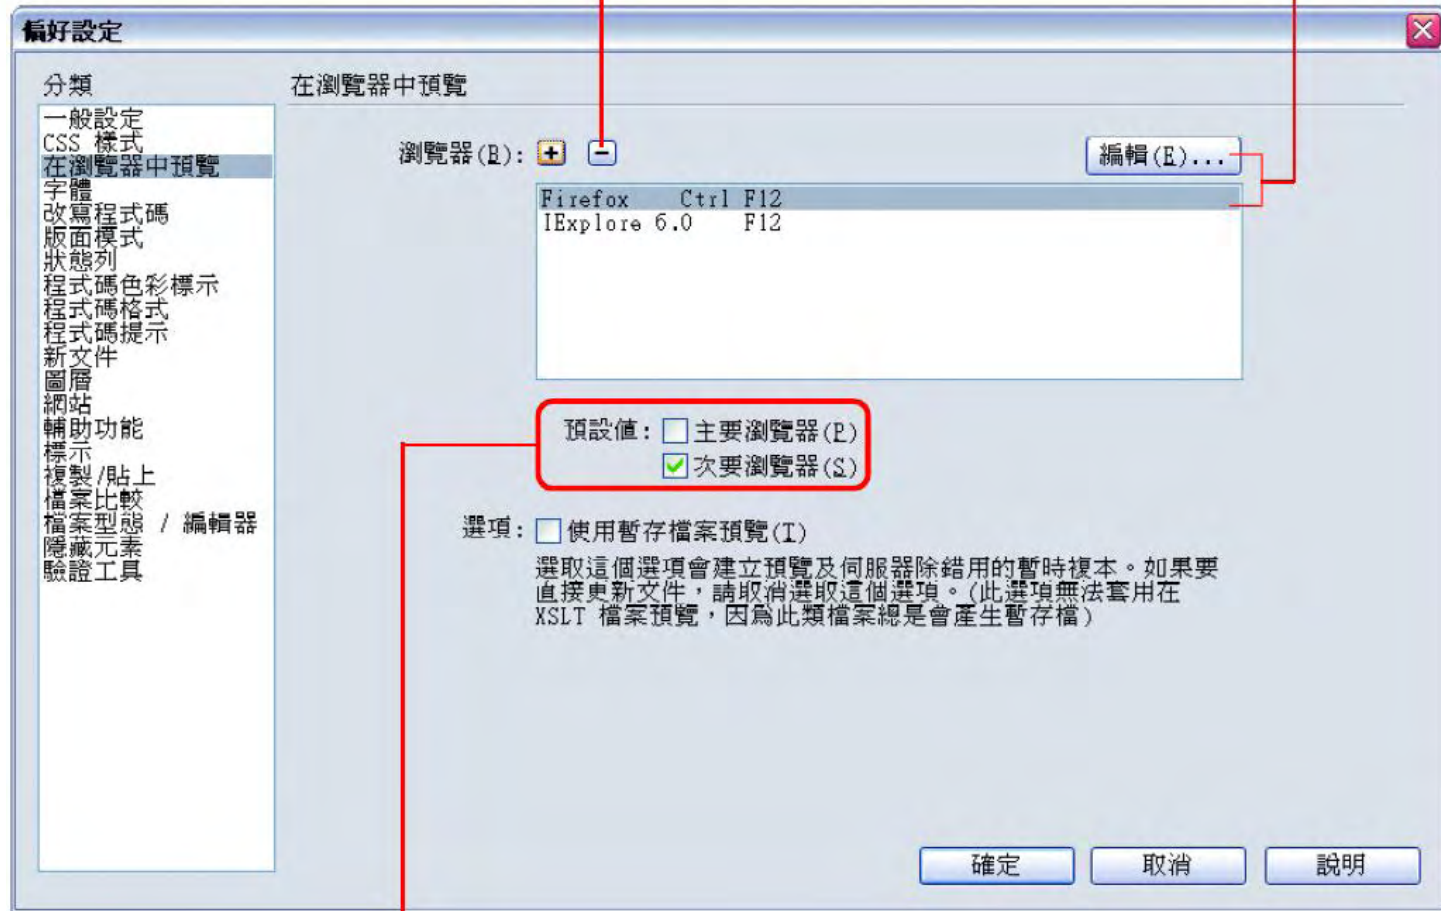 偏好設定
分類
一般設定
CSS 樣式
在瀏覽器中預覽
字體
改寫程式碼
版面模式
狀態列
程式碼色彩標示
程式碼格式
程式碼提示
新文件
圖層
網站
輔助功能
標示
複製/貼上
檔案比較
檔案型態 / 編輯器
隱藏元素
驗證工具
在瀏覽器中預覽
瀏覽器(B): + − 編輯(E)...
Firefox Ctrl F12
IExplore 6.0 F12
預設值: 主要瀏覽器(P)
次要瀏覽器(S)
選項: 使用暫存檔案預覽(T)
選取這個選項會建立預覽及伺服器除錯用的暫時複本。如果要
直接更新文件，請取消選取這個選項。(此選項無法套用在
XSLT 檔案預覽，因為此類檔案總是會產生暫存檔)
確定 取消 說明